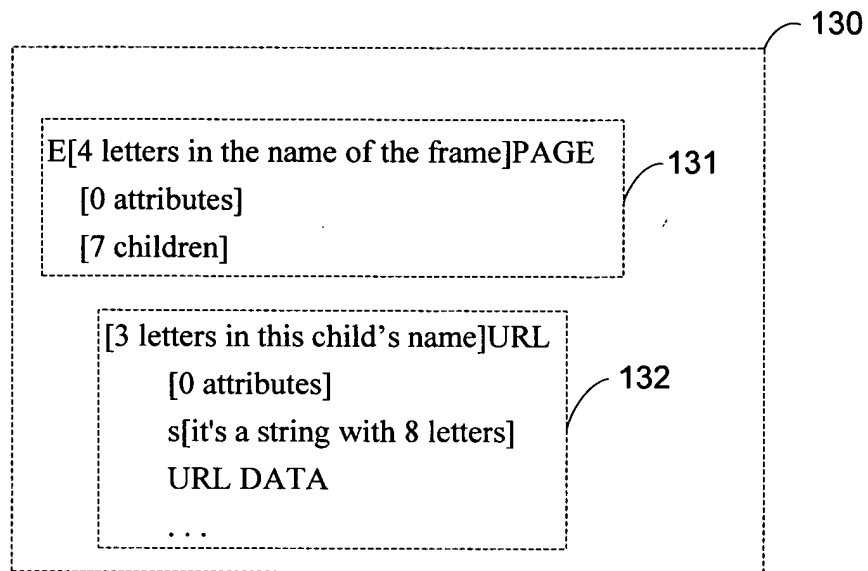 130
E[4 letters in the name of the frame]PAGE
131
[0 attributes]
[7 children]
[3 letters in this child's name]URL
[0 attributes]
132
s[it's a string with 8 letters]
URL DATA
. . .